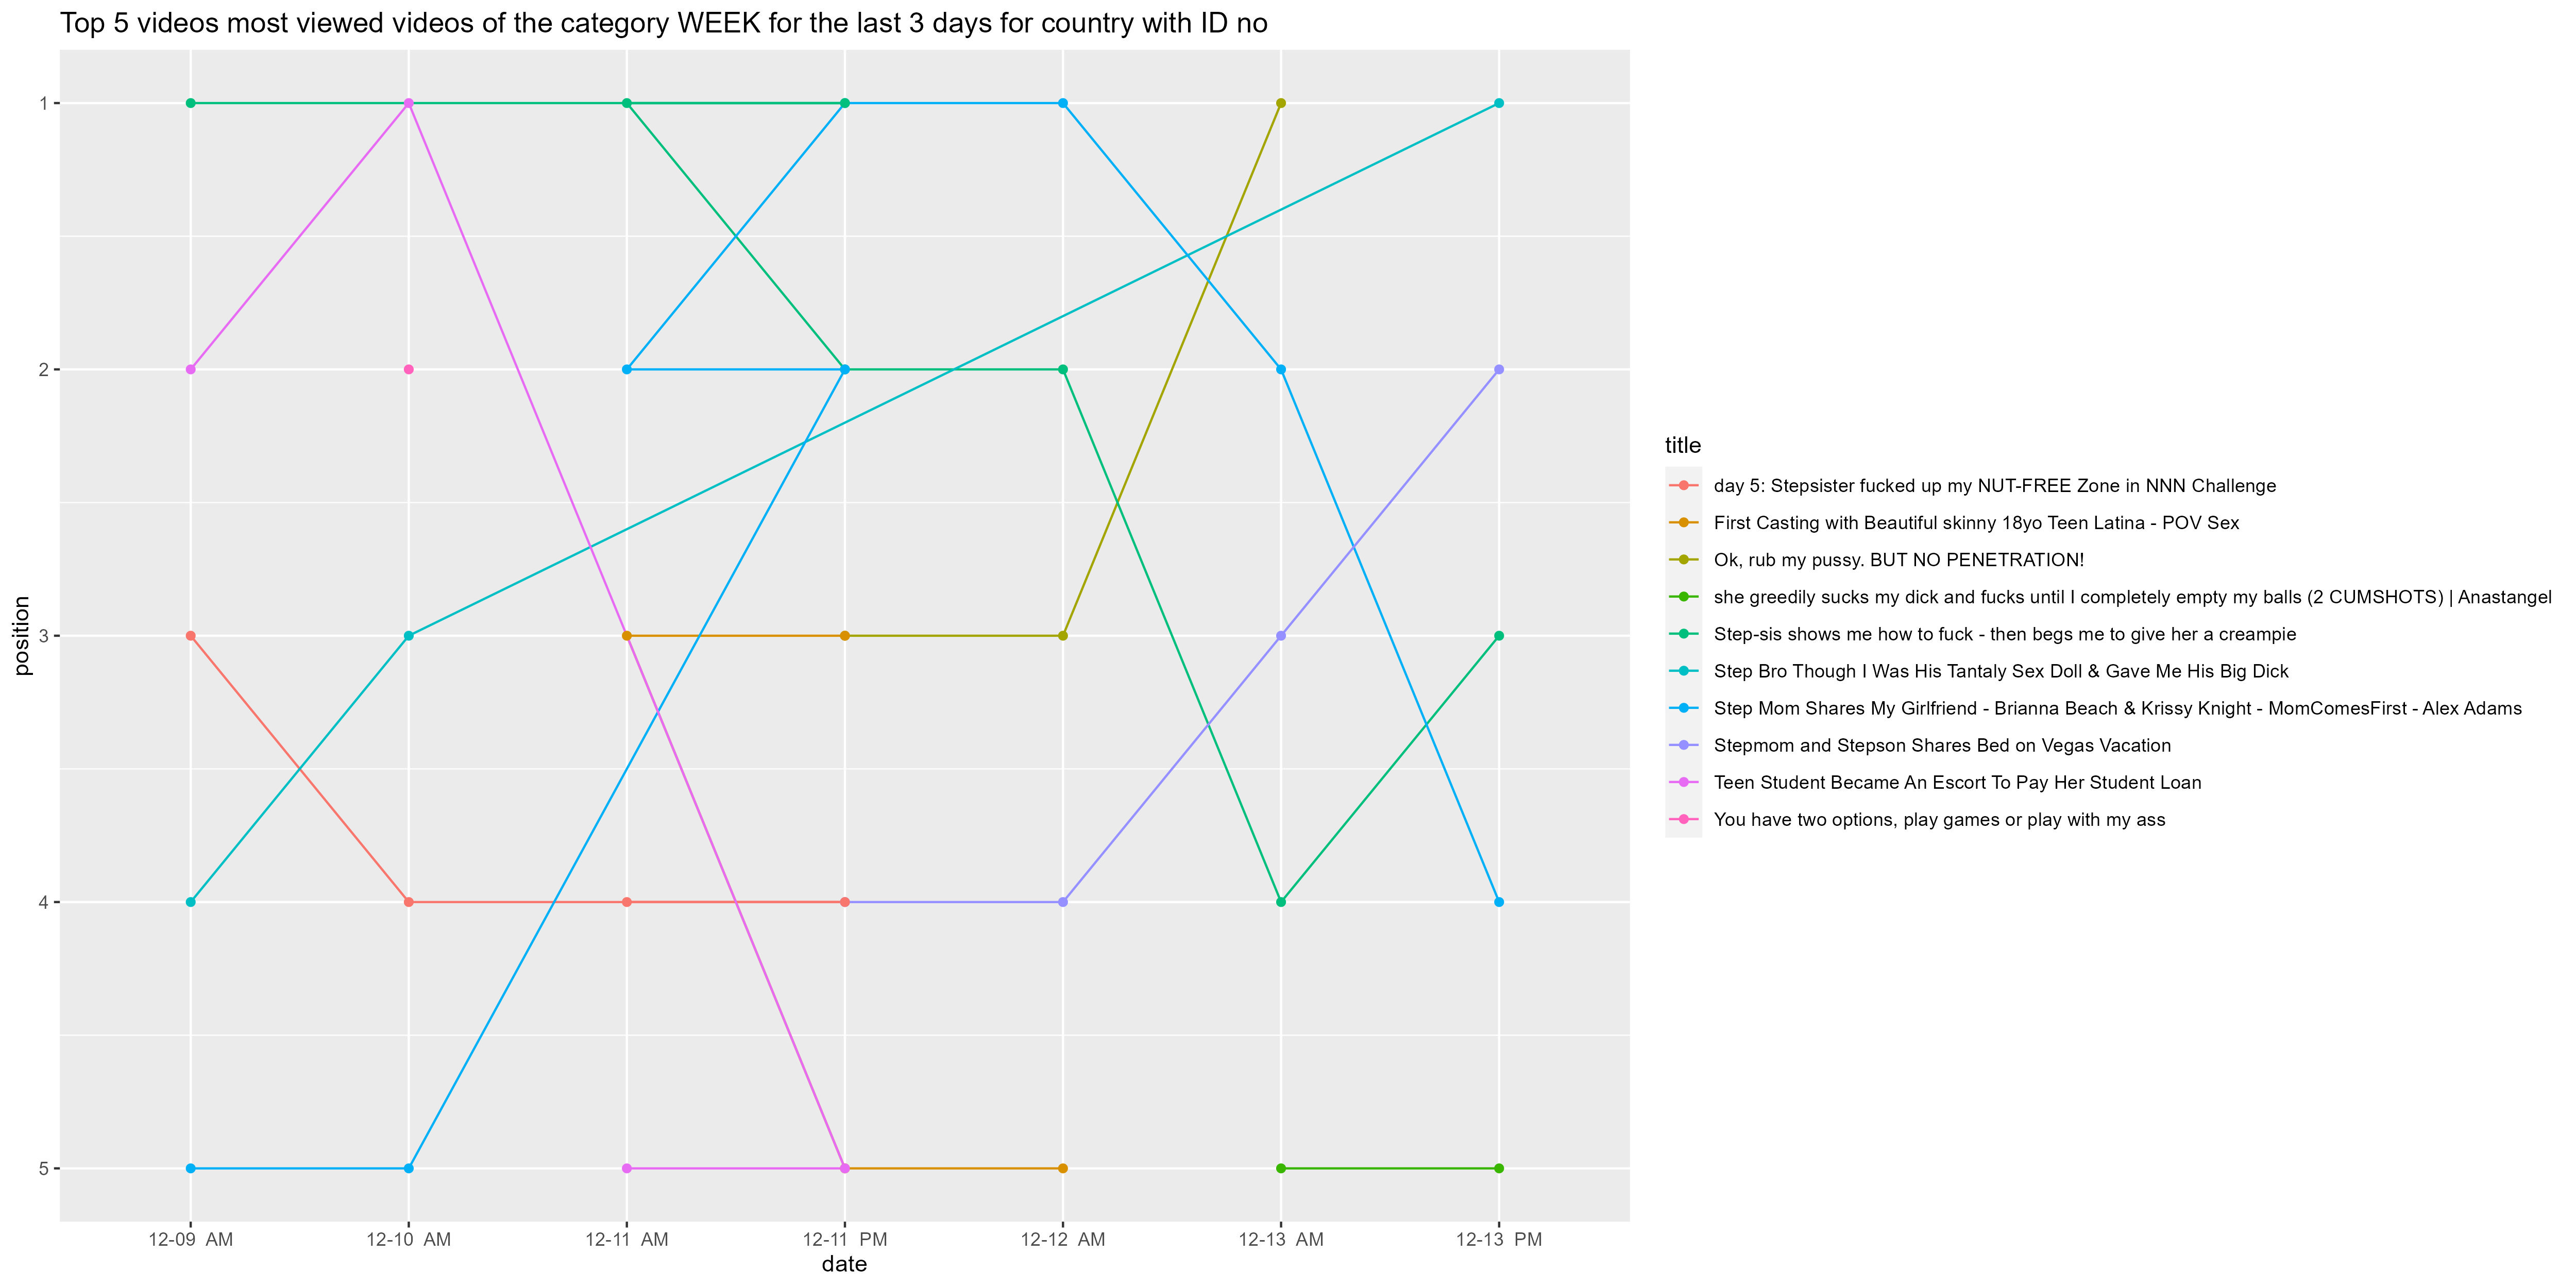 Top 5 videos most viewed videos of the category WEEK for the last 3 days for country with ID no
position
1
2
3
4
5
12-09 AM
12-10 AM
12-11 AM
12-11 PM
12-12 AM
12-13 AM
12-13 PM
date
title
day 5: Stepsister fucked up my NUT-FREE Zone in NNN Challenge
First Casting with Beautiful skinny 18yo Teen Latina - POV Sex
Ok, rub my pussy. BUT NO PENETRATION!
she greedily sucks my dick and fucks until I completely empty my balls (2 CUMSHOTS) | Anastangel
Step-sis shows me how to fuck - then begs me to give her a creampie
Step Bro Though I Was His Tantaly Sex Doll & Gave Me His Big Dick
Step Mom Shares My Girlfriend - Brianna Beach & Krissy Knight - MomComesFirst - Alex Adams
Stepmom and Stepson Shares Bed on Vegas Vacation
Teen Student Became An Escort To Pay Her Student Loan
You have two options, play games or play with my ass